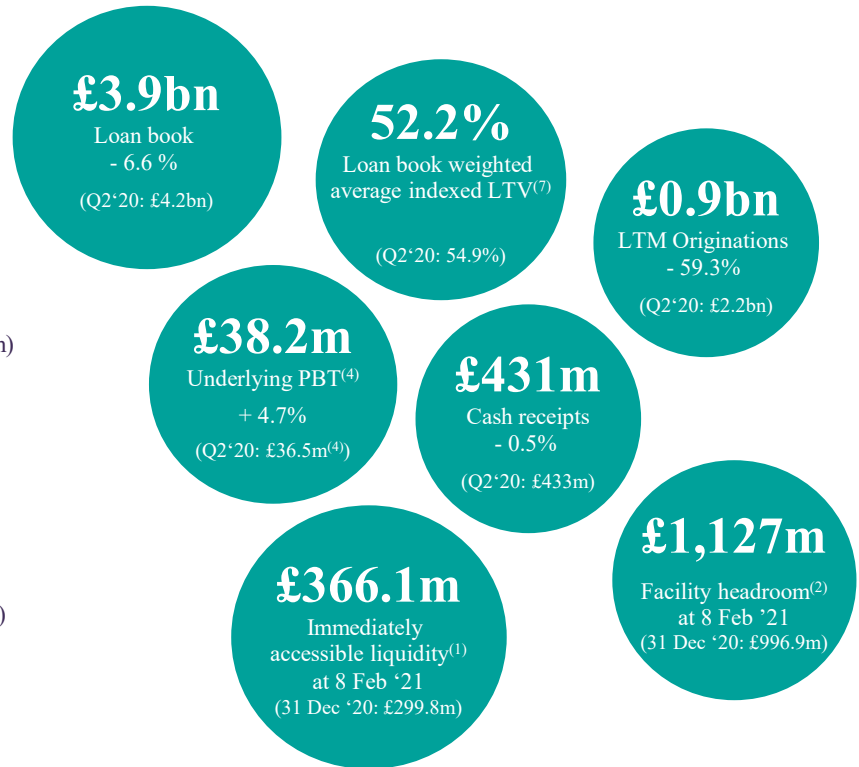 £3.9bn
Loan book
- 6.6 %
(Q2‘20: £4.2bn)
52.2%
Loan book weighted
average indexed LTV(7)
(Q2‘20: 54.9%)
£0.9bn
LTM Originations
- 59.3%
(Q2‘20: £2.2bn)
n)
£38.2m
Underlying PBT(4)
+ 4.7%
(Q2‘20: £36.5m(4))
£431m
Cash receipts
- 0.5%
(Q2‘20: £433m)
£1,127m
Facility headroom(2)
at 8 Feb ’21
(31 Dec ‘20: £996.9m)
)
£366.1m
Immediately
accessible liquidity(1)
at 8 Feb ‘21
(31 Dec ‘20: £299.8m)